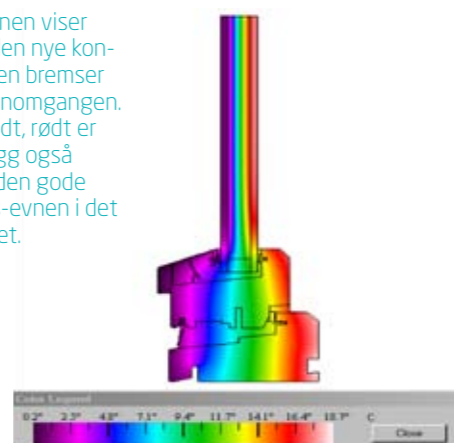 nen viser
en nye kon-
en bremser
nomgangen.
dt, rødt er
gg også
den gode
-evnen i det
et.
Color Legend
0.2° 2.5° 4.8° 7.1° 9.4° 11.7° 14.1° 16.4° 18.7° C
Close